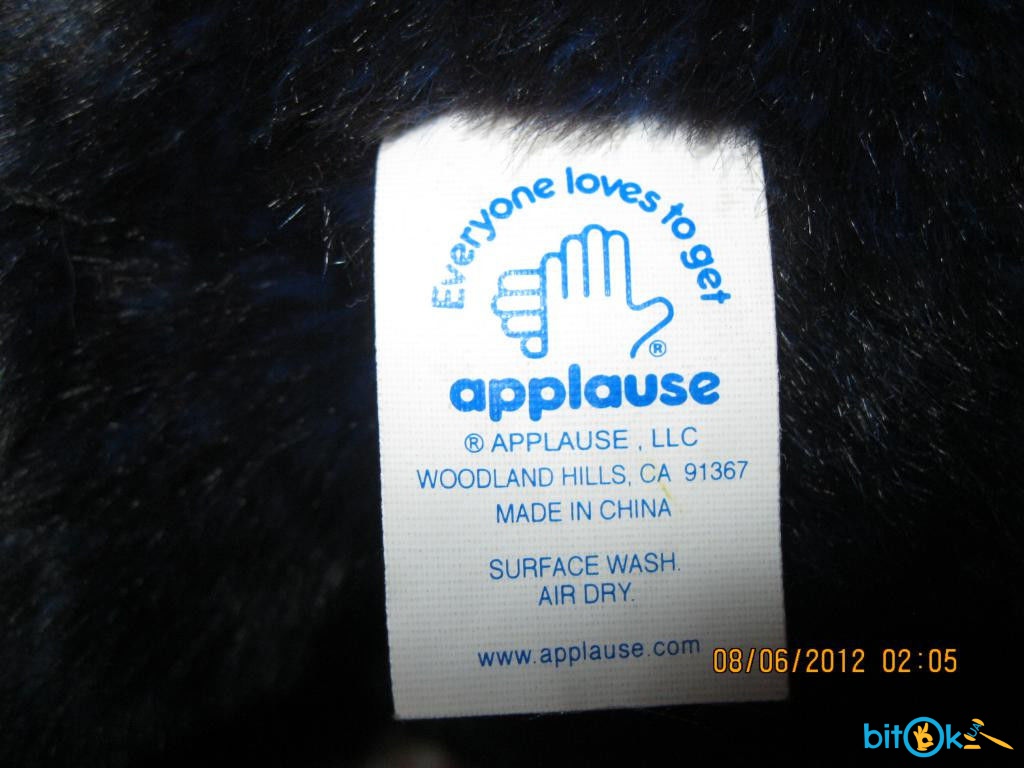 Everyone loves to get
®
applause
® APPLAUSE , LLC
WOODLAND HILLS, CA 91367
MADE IN CHINA
SURFACE WASH.
AIR DRY.
www.applause.com
08/06/2012 02:05
bitOk
UA